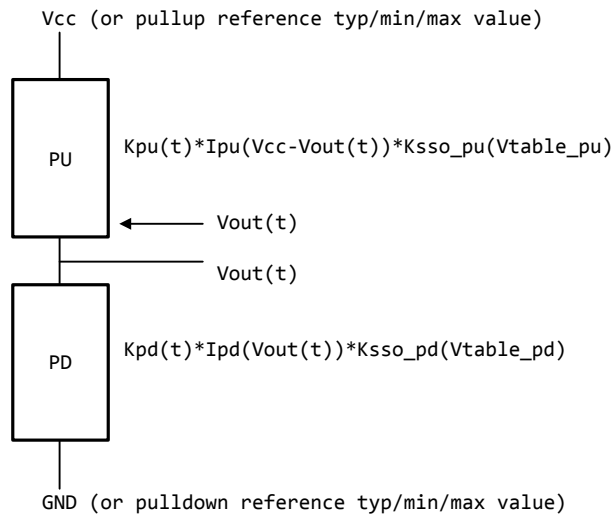 Vcc (or pullup reference typ/min/max value)
PU
Kpu(t)*Ipu(Vcc-Vout(t))*Ksso_pu(Vtable_pu)
Vout(t)
Vout(t)
PD
Kpd(t)*Ipd(Vout(t))*Ksso_pd(Vtable_pd)
GND (or pulldown reference typ/min/max value)